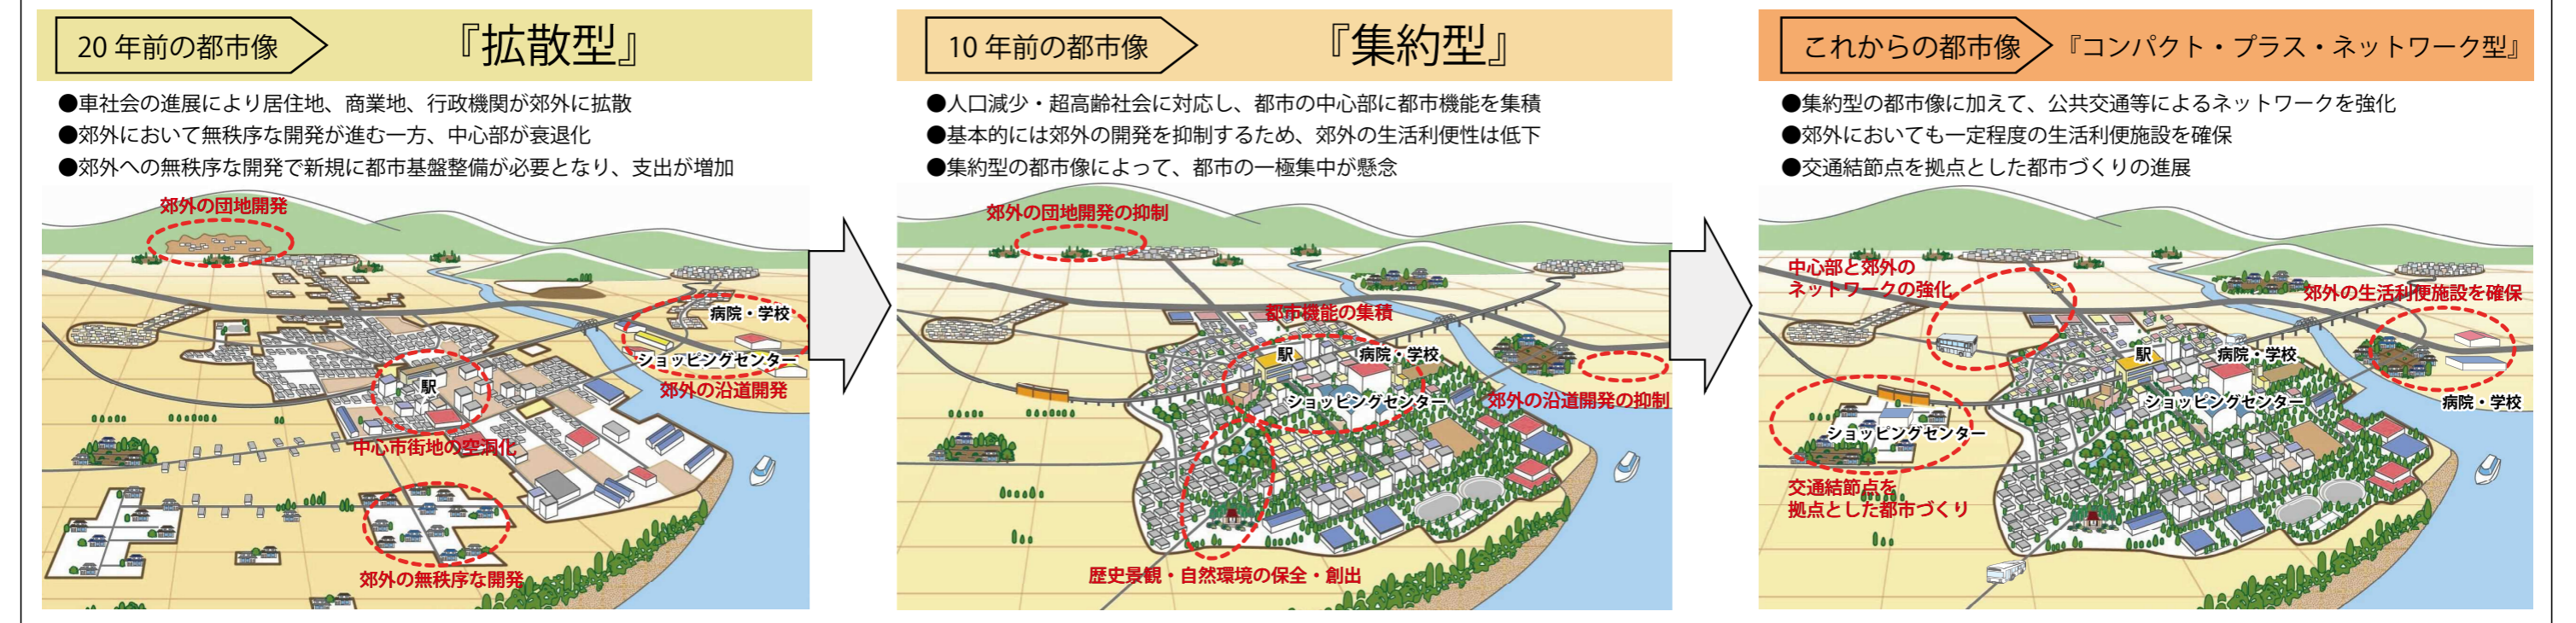 20 年前の都市像
『拡散型』
●車社会の進展により居住地、商業地、行政機関が郊外に拡散
●郊外において無秩序な開発が進む一方、中心部が衰退化
●郊外への無秩序な開発で新規に都市基盤整備が必要となり、支出が増加
郊外の団地開発
病院・学校
ショッピングセンター
郊外の沿道開発
駅
中心市街地の空洞化
郊外の無秩序な開発
10 年前の都市像
『集約型』
●人口減少・超高齢社会に対応し、都市の中心部に都市機能を集積
●基本的には郊外の開発を抑制するため、郊外の生活利便性は低下
●集約型の都市像によって、都市の一極集中が懸念
郊外の団地開発の抑制
都市機能の集積
駅
病院・学校
ショッピングセンター
郊外の沿道開発の抑制
歴史景観・自然環境の保全・創出
これからの都市像
『コンパクト・プラス・ネットワーク型』
●集約型の都市像に加えて、公共交通等によるネットワークを強化
●郊外においても一定程度の生活利便施設を確保
●交通結節点を拠点とした都市づくりの進展
中心部と郊外の
ネットワークの強化
郊外の生活利便施設を確保
駅
病院・学校
ショッピングセンター
病院・学校
ショッピングセンター
交通結節点を
拠点とした都市づくり